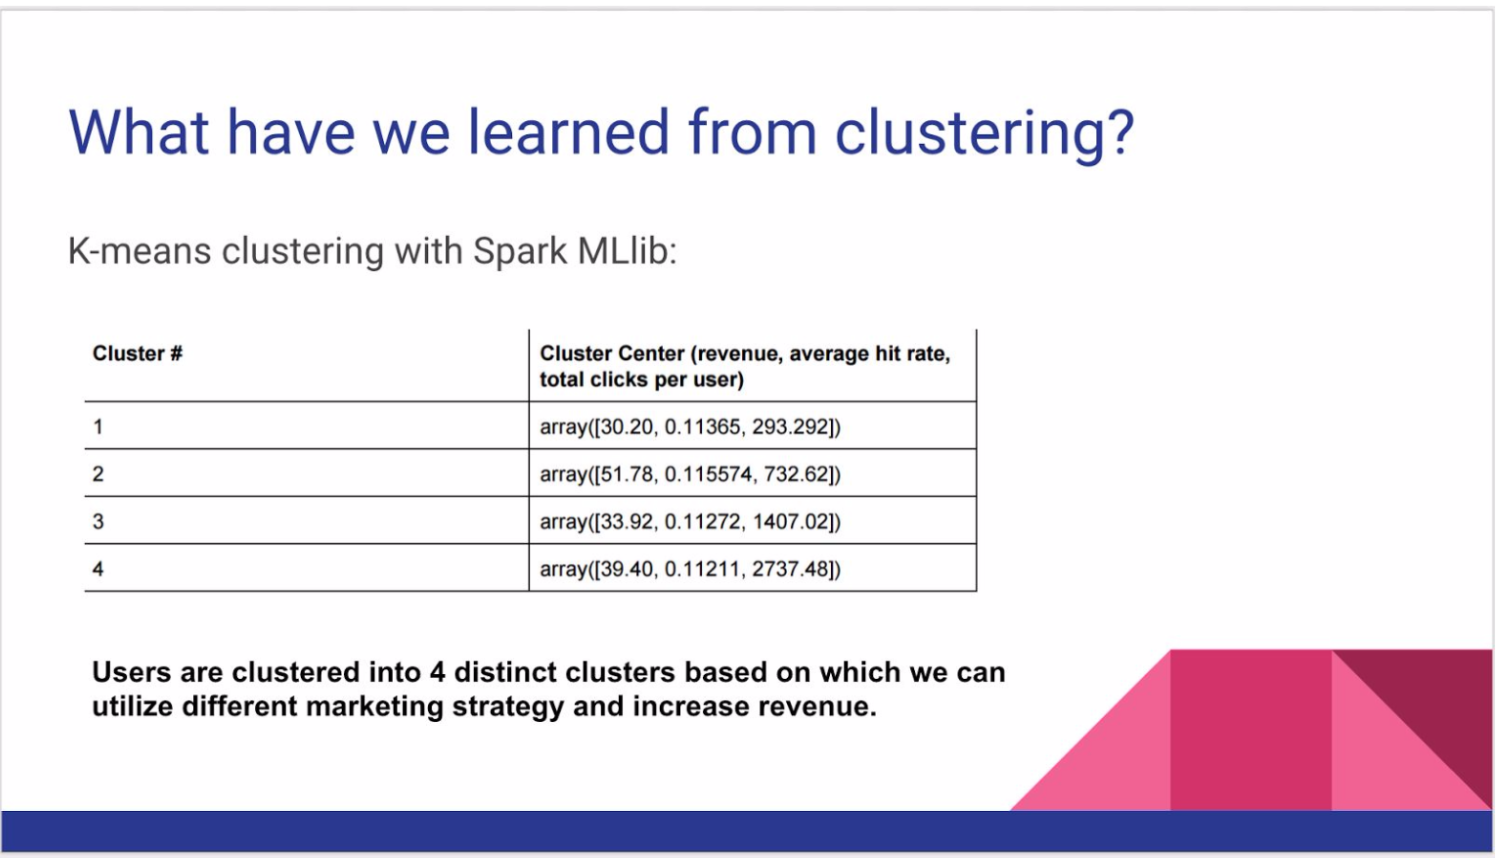 What have we learned from clustering?
K-means clustering with Spark MLlib:
Cluster #
Cluster Center (revenue, average hit rate,
total clicks per user)
1
array([30.20, 0.11365, 293.292])
2
array([51.78, 0.115574, 732.62])
3
array([33.92, 0.11272, 1407.02])
4
array([39.40, 0.11211, 2737.48])
Users are clustered into 4 distinct clusters based on which we can
utilize different marketing strategy and increase revenue.